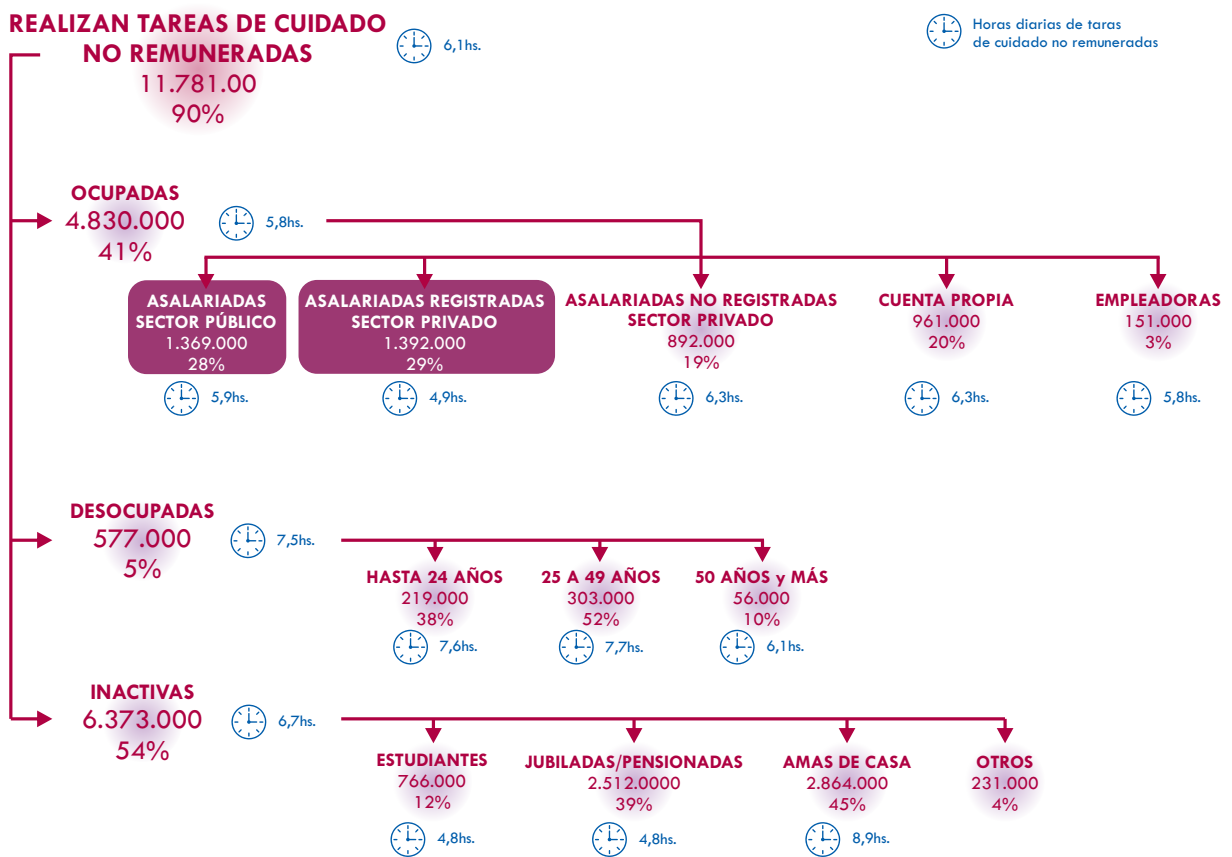 REALIZAN TAREAS DE CUIDADO
NO REMUNERADAS
11.781.00
90%
6,1hs.
Horas diarias de taras
de cuidado no remuneradas
OCUPADAS
4.830.000
41%
5,8hs.
ASALARIADAS
SECTOR PÚBLICO
1.369.000
28%
5,9hs.
ASALARIADAS REGISTRADAS
SECTOR PRIVADO
1.392.000
29%
4,9hs.
ASALARIADAS NO REGISTRADAS
SECTOR PRIVADO
892.000
19%
6,3hs.
CUENTA PROPIA
961.000
20%
6,3hs.
EMPLEADORAS
151.000
3%
5,8hs.
DESOCUPADAS
577.000
5%
7,5hs.
HASTA 24 AÑOS
219.000
38%
7,6hs.
25 A 49 AÑOS
303.000
52%
7,7hs.
50 AÑOS y MÁS
56.000
10%
6,1hs.
INACTIVAS
6.373.000
54%
6,7hs.
ESTUDIANTES
766.000
12%
4,8hs.
JUBILADAS/PENSIONADAS
2.512.0000
39%
4,8hs.
AMAS DE CASA
2.864.000
45%
8,9hs.
OTROS
231.000
4%